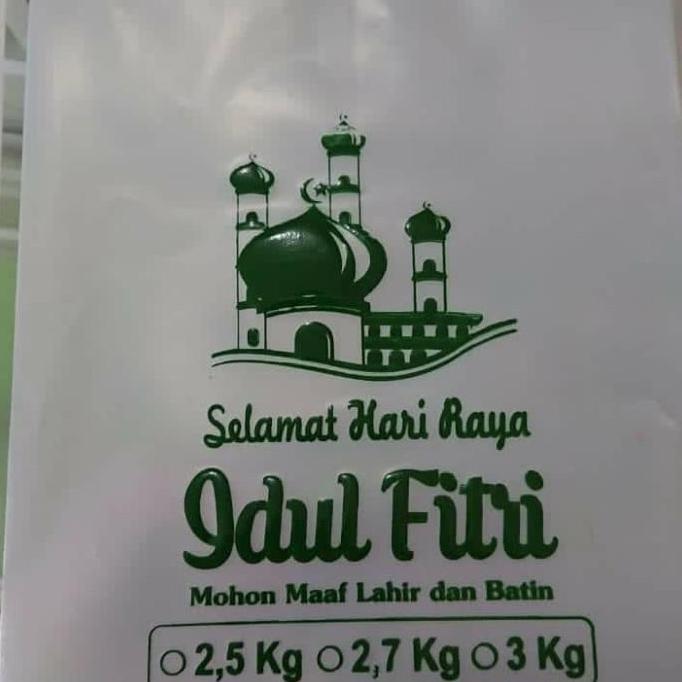 Selamat Hari Raya
Idul Fitri
Mohon Maaf Lahir dan Batin
2,5 Kg 2,7 Kg 3 Kg